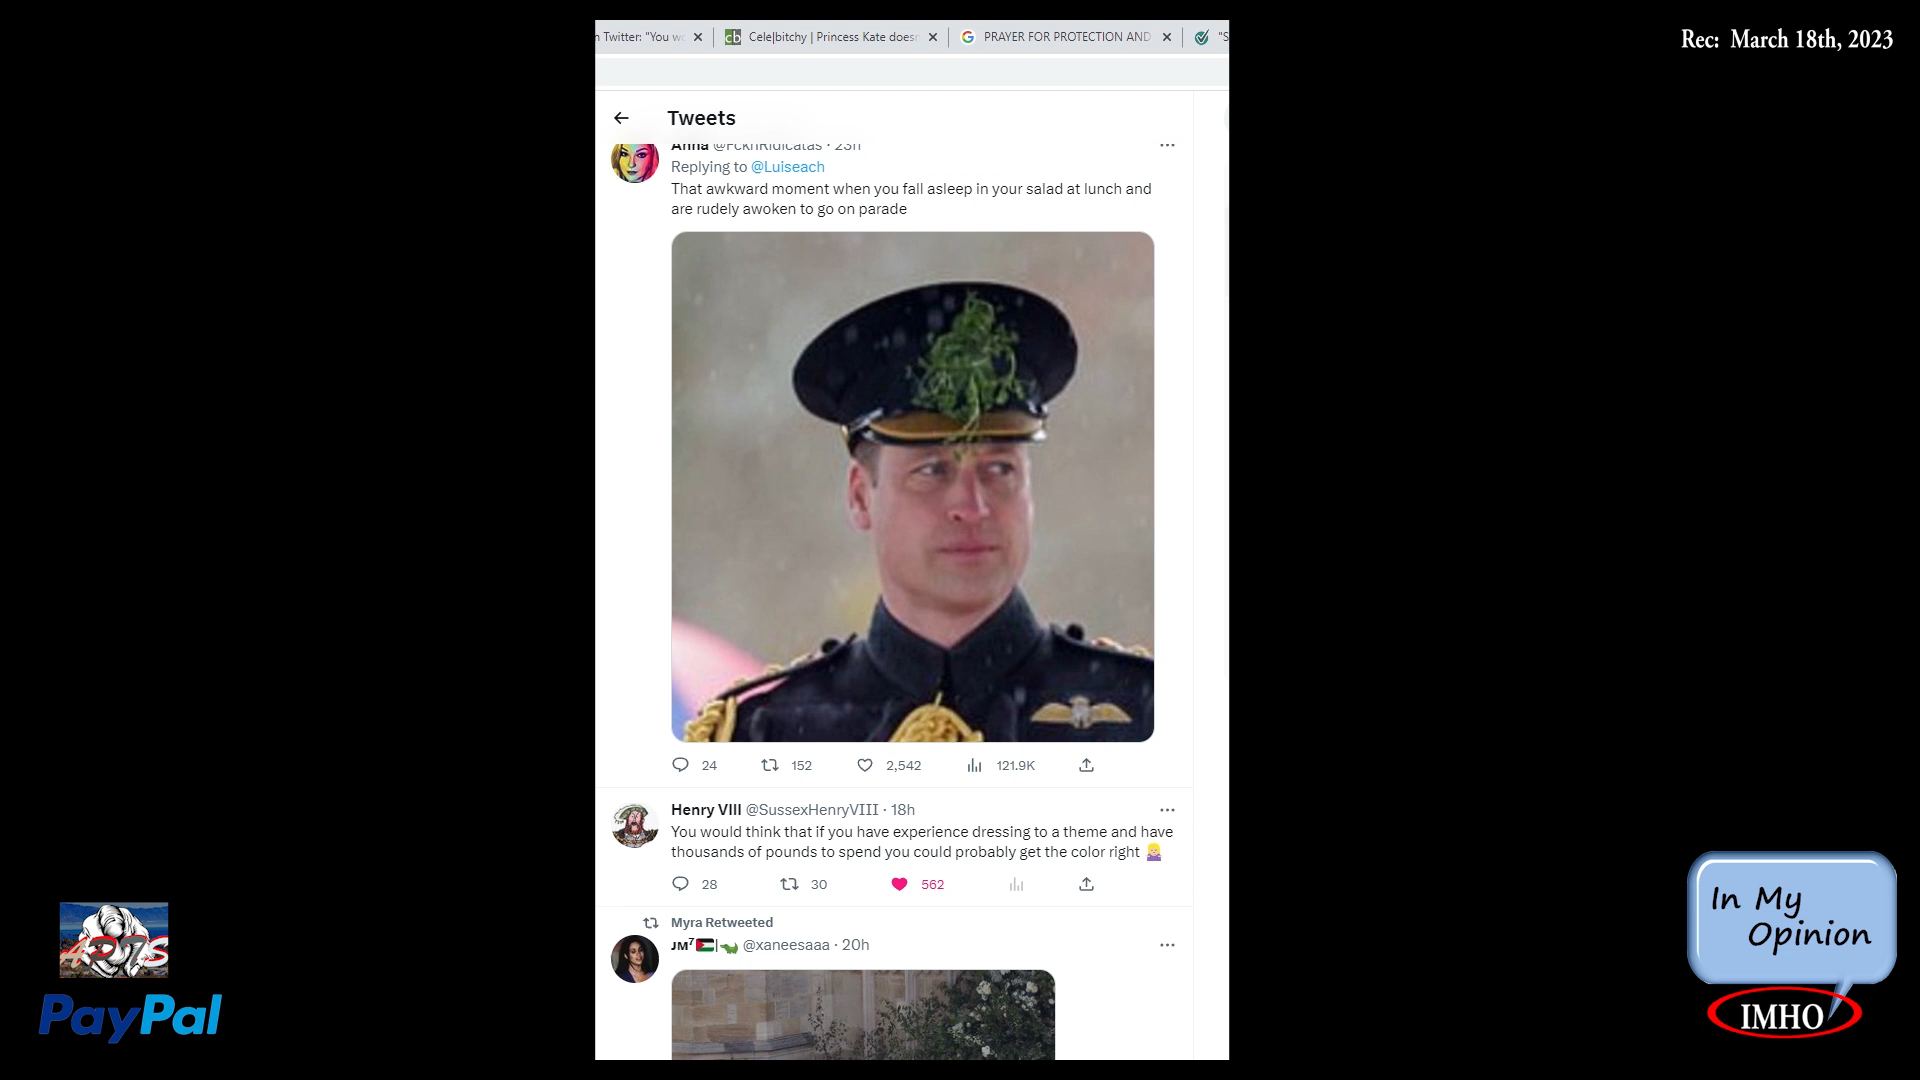 n Twitter: "You wo
cb Cele|bitchy | Princess Kate doesn
PRAYER FOR PROTECTION AND
"S
Rec: March 18th, 2023
Tweets
Anna @FcknRidicatas · 23h
Replying to @Luiseach
That awkward moment when you fall asleep in your salad at lunch and
are rudely awoken to go on parade
24 152 2,542 121.9K
Henry VIII @SussexHenryVIII · 18h
You would think that if you have experience dressing to a theme and have
thousands of pounds to spend you could probably get the color right
28 30 562
Myra Retweeted
JM⁷ @xaneesaaa · 20h
PayPal
In My
Opinion
IMHO